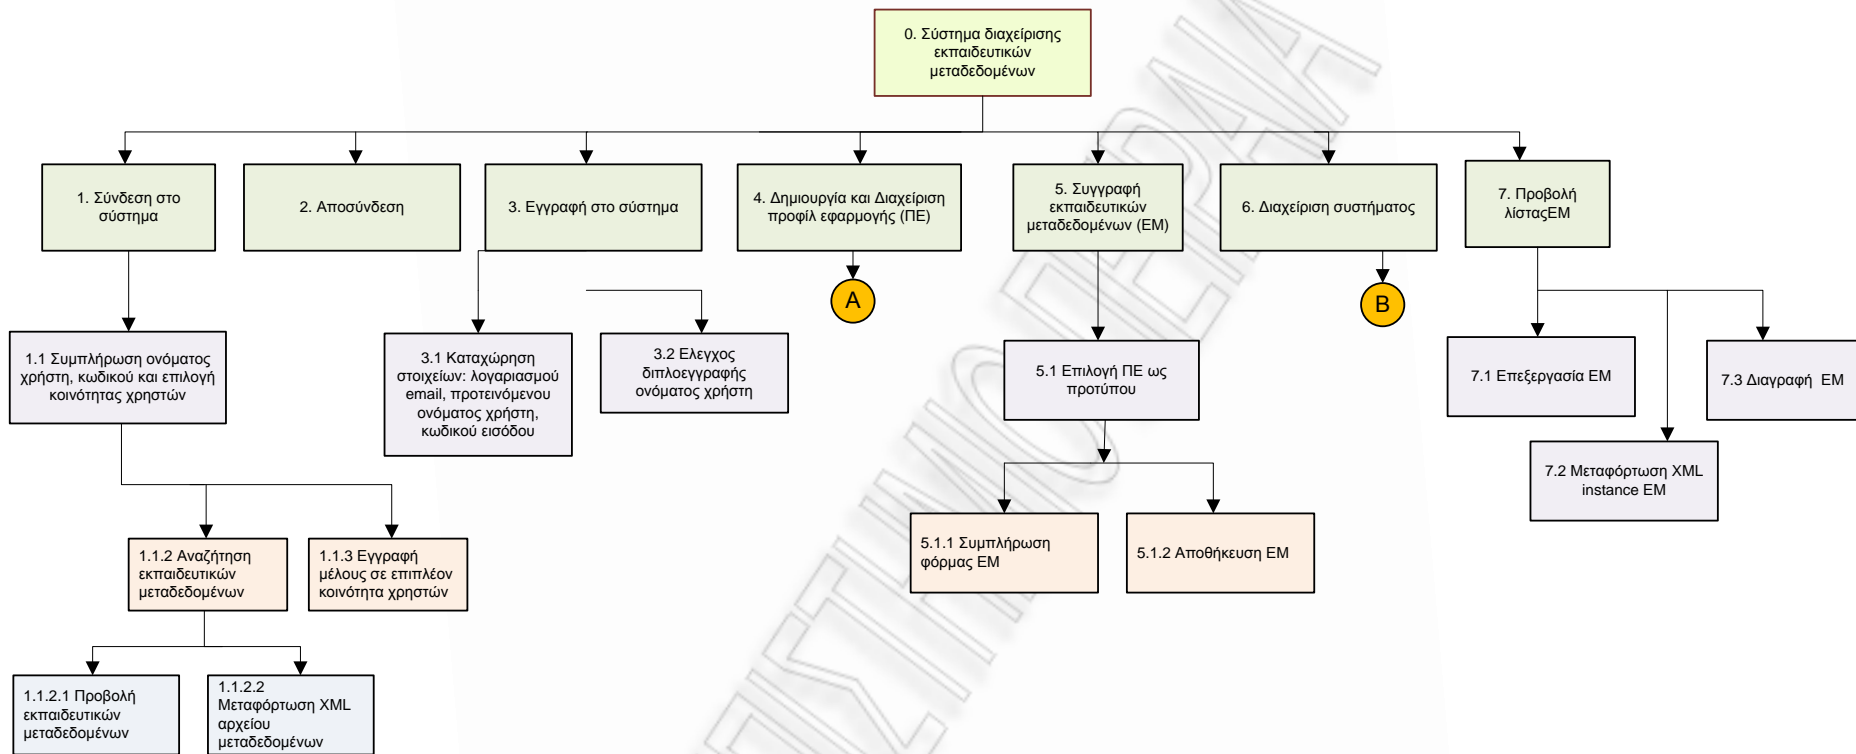 0. Σύστημα διαχείρισης
εκπαιδευτικών
μεταδεδομένων
1. Σύνδεση στο
σύστημα
2. Αποσύνδεση
3. Εγγραφή στο σύστημα
4. Δημιουργία και Διαχείριση
προφίλ εφαρμογής (ΠΕ)
5. Συγγραφή
εκπαιδευτικών
μεταδεδομένων (ΕΜ)
6. Διαχείριση συστήματος
7. Προβολή
λίσταςΕΜ
A
B
1.1 Συμπλήρωση ονόματος
χρήστη, κωδικού και επιλογή
κοινότητας χρηστών
3.1 Καταχώρηση
στοιχείων: λογαριασμού
email, προτεινόμενου
ονόματος χρήστη,
κωδικού εισόδου
3.2 Ελεγχος
διπλοεγγραφής
ονόματος χρήστη
5.1 Επιλογή ΠΕ ως
προτύπου
7.1 Επεξεργασία ΕΜ
7.3 Διαγραφή ΕΜ
7.2 Μεταφόρτωση XML
instance ΕΜ
1.1.2 Αναζήτηση
εκπαιδευτικών
μεταδεδομένων
1.1.3 Εγγραφή
μέλους σε επιπλέον
κοινότητα χρηστών
5.1.1 Συμπλήρωση
φόρμας ΕΜ
5.1.2 Αποθήκευση ΕΜ
1.1.2.1 Προβολή
εκπαιδευτικών
μεταδεδομένων
1.1.2.2
Μεταφόρτωση XML
αρχείου
μεταδεδομένων